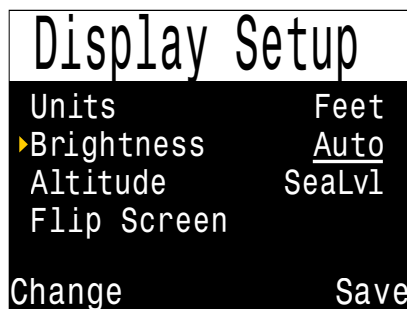 Display Setup
Units Feet
Brightness Auto
Altitude SeaLvl
Flip Screen
Change Save